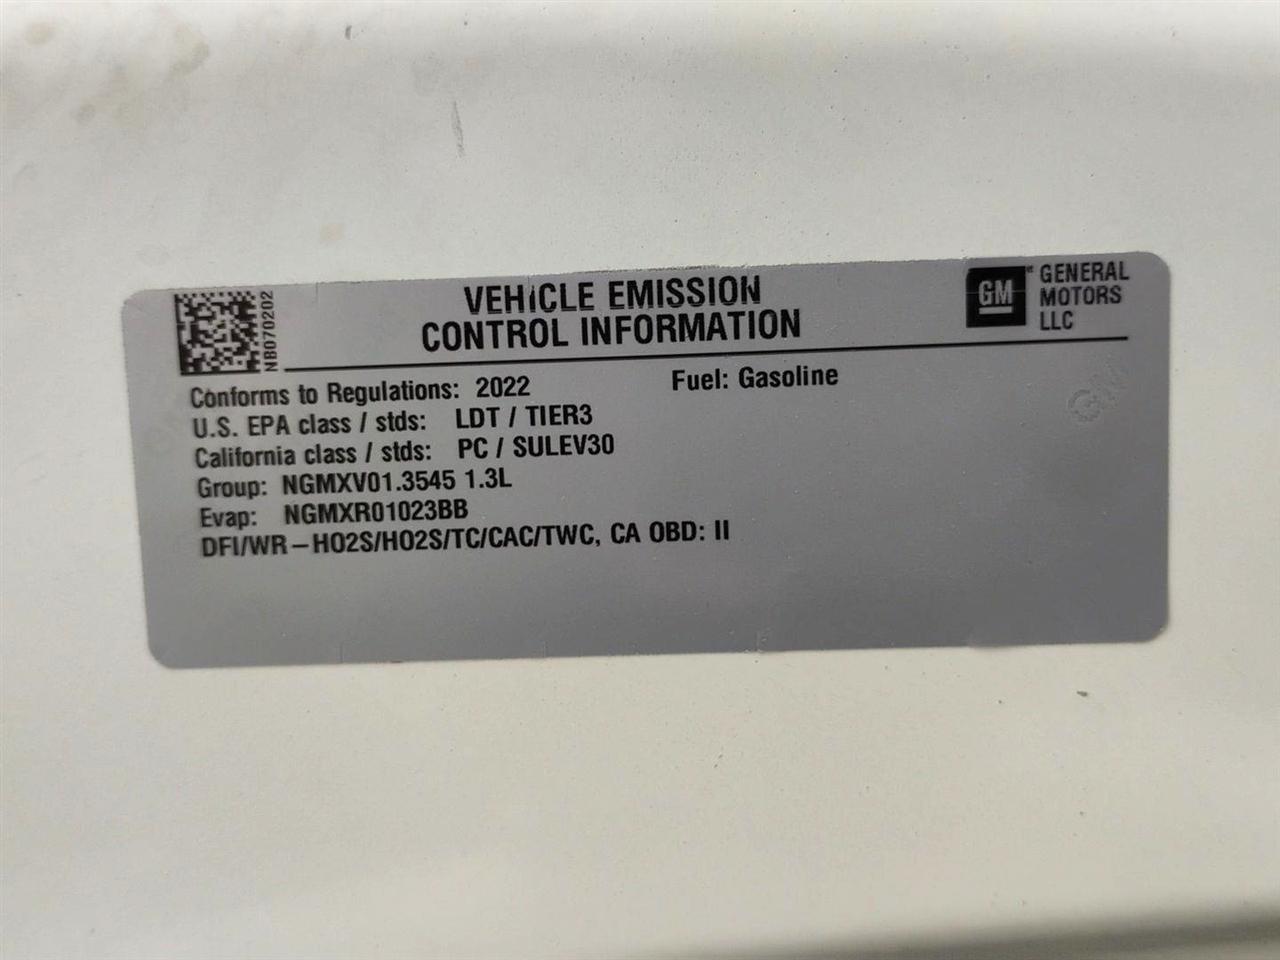 VEHICLE EMISSION
CONTROL INFORMATION
GM
GENERAL
MOTORS
LLC
NB070202
Conforms to Regulations: 2022
Fuel: Gasoline
U.S. EPA class / stds: LDT / TIER3
California class / stds: PC / SULEV30
Group: NGMXV01.3545 1.3L
Evap: NGMXR01023BB
DFI/WR-HO2S/HO2S/TC/CAC/TWC, CA OBD: II
GM